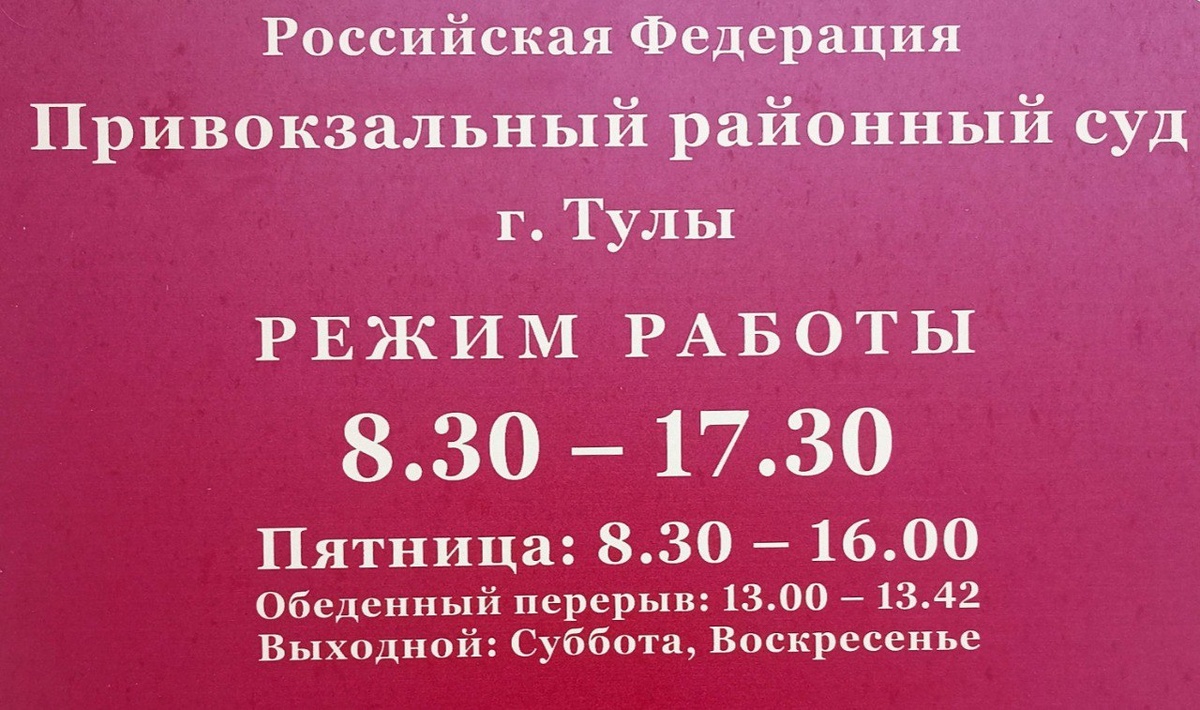 Российская Федерация
Привокзальный районный суд
г. Тулы
РЕЖИМ РАБОТЫ
8.30 – 17.30
Пятница: 8.30 – 16.00
Обеденный перерыв: 13.00 – 13.42
Выходной: Суббота, Воскресенье